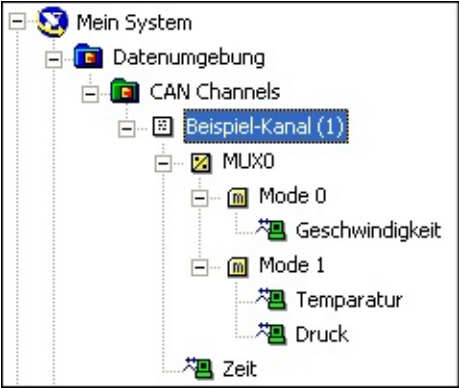 Mein System
Datenumgebung
CAN Channels
Beispiel-Kanal (1)
MUX0
Mode 0
Geschwindigkeit
Mode 1
Temparatur
Druck
Zeit